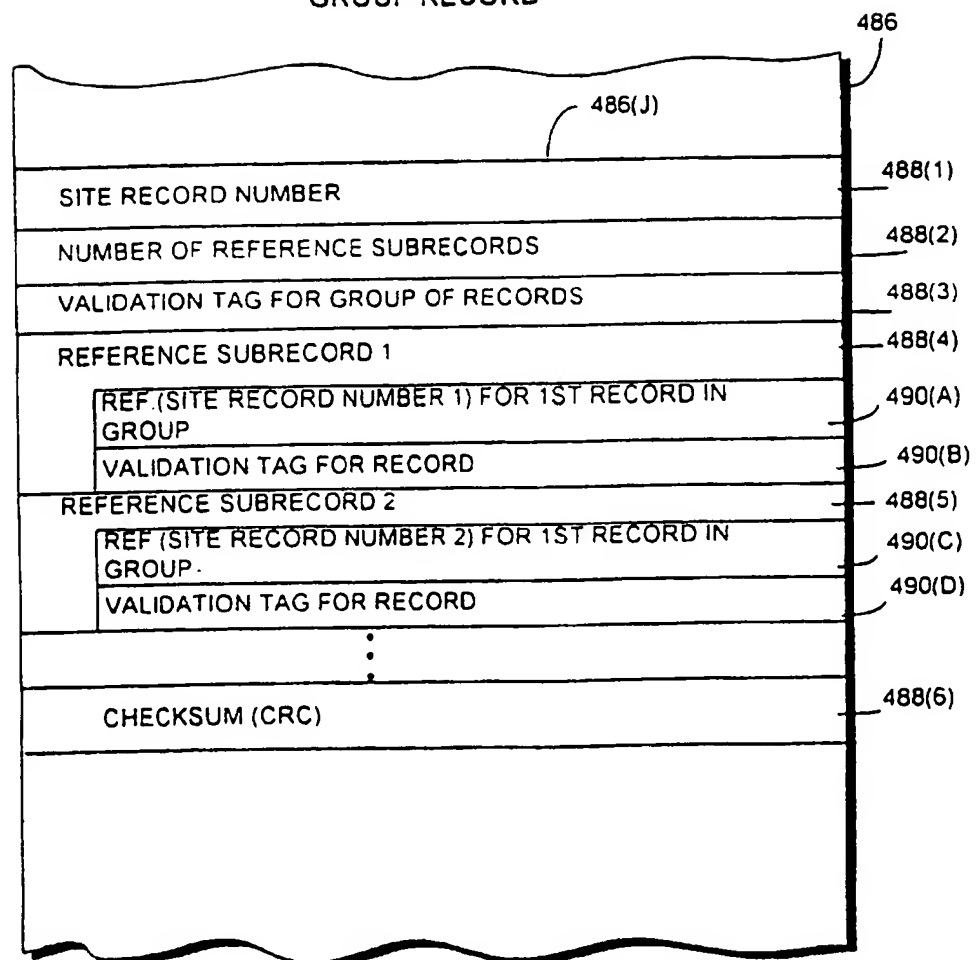 GROUP RECORD
486
486(J)
SITE RECORD NUMBER
488(1)
NUMBER OF REFERENCE SUBRECORDS
488(2)
VALIDATION TAG FOR GROUP OF RECORDS
488(3)
REFERENCE SUBRECORD 1
488(4)
REF.(SITE RECORD NUMBER 1) FOR 1ST RECORD IN
GROUP
490(A)
VALIDATION TAG FOR RECORD
490(B)
REFERENCE SUBRECORD 2
488(5)
REF (SITE RECORD NUMBER 2) FOR 1ST RECORD IN
GROUP.
490(C)
VALIDATION TAG FOR RECORD
490(D)
CHECKSUM (CRC)
488(6)